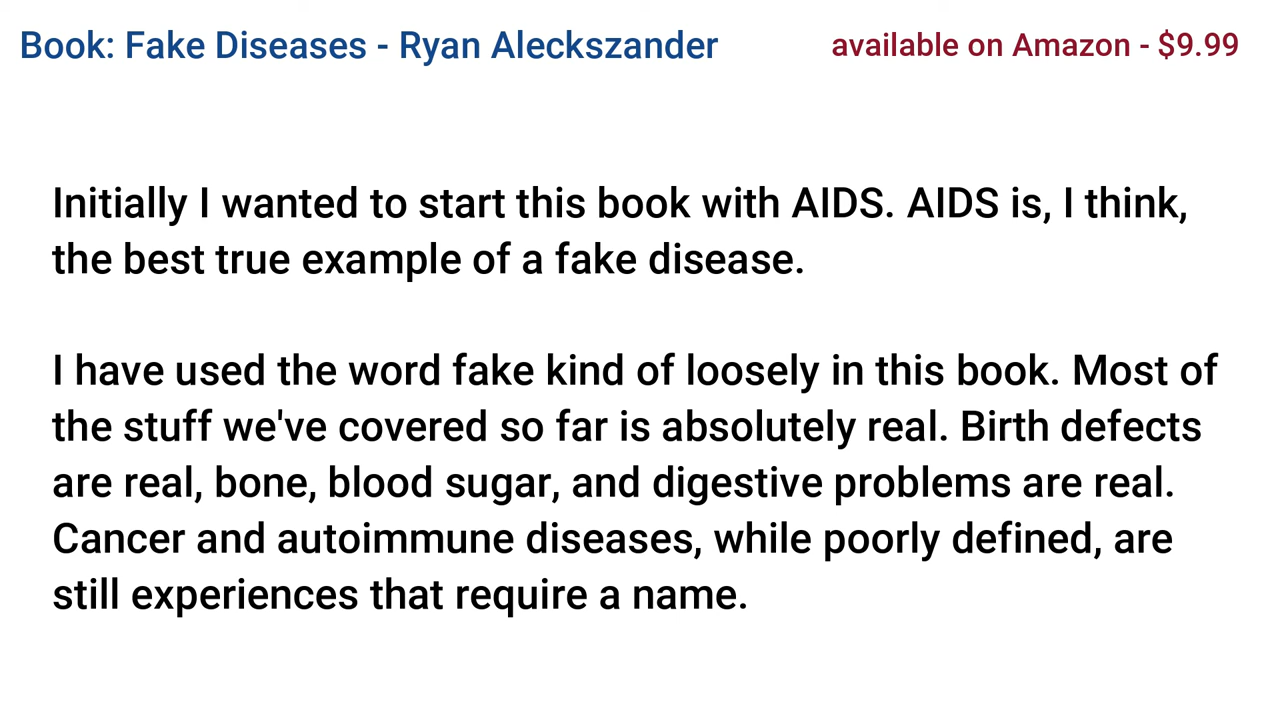 Book: Fake Diseases - Ryan Aleckszander
available on Amazon - $9.99
Initially I wanted to start this book with AIDS. AIDS is, I think,
the best true example of a fake disease.
I have used the word fake kind of loosely in this book. Most of
the stuff we've covered so far is absolutely real. Birth defects
are real, bone, blood sugar, and digestive problems are real.
Cancer and autoimmune diseases, while poorly defined, are
still experiences that require a name.